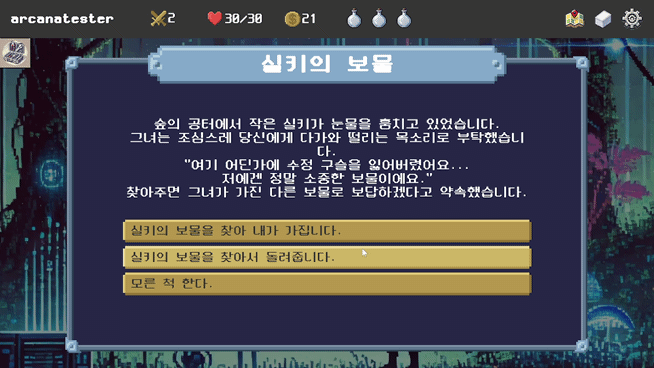 arcanatester 2 30/30 21
실키의 보물
숲의 공터에서 작은 실키가 눈물을 훔치고 있었습니다.
그녀는 조심스레 당신에게 다가와 떨리는 목소리로 부탁했습니
다.
"여기 어딘가에 수정 구슬을 잃어버렸어요...
저에겐 정말 소중한 보물이에요."
찾아주면 그녀가 가진 다른 보물로 보답하겠다고 약속했습니다.
실키의 보물을 찾아 내가 가집니다.
실키의 보물을 찾아서 돌려줍니다.
모른 척 한다.